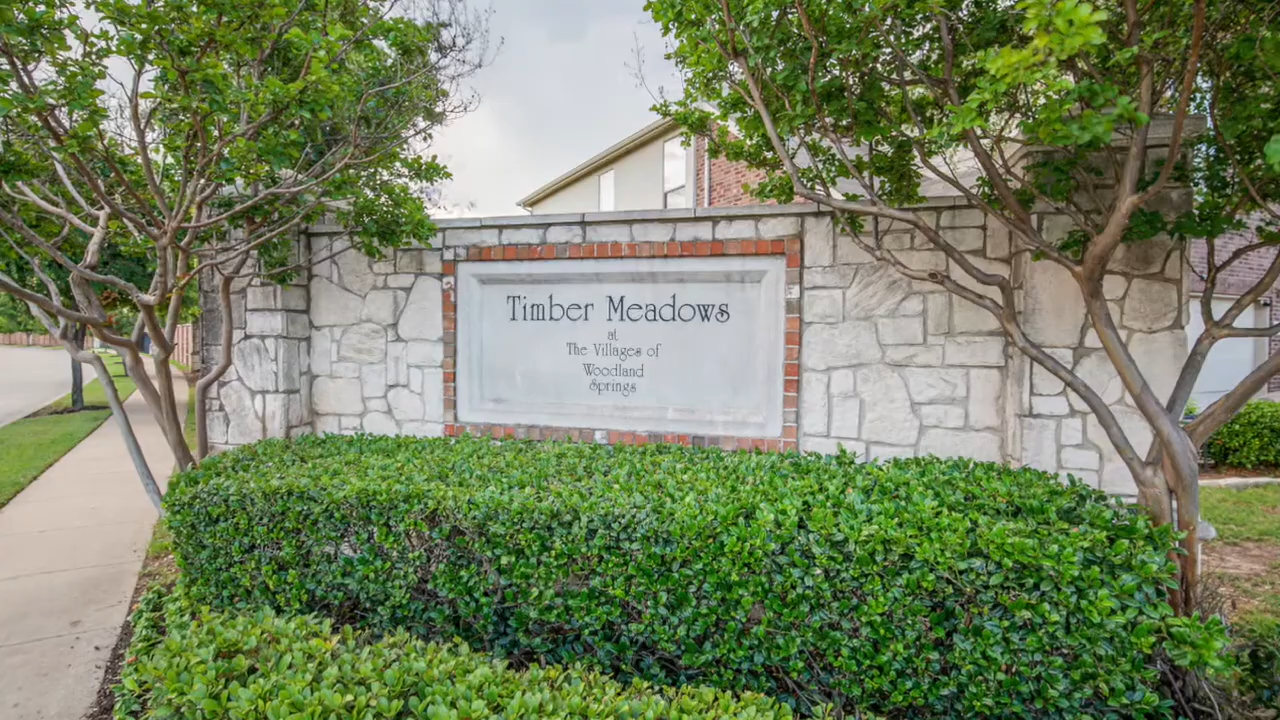 Timber Meadows
at
The Villages of
Woodland
Springs